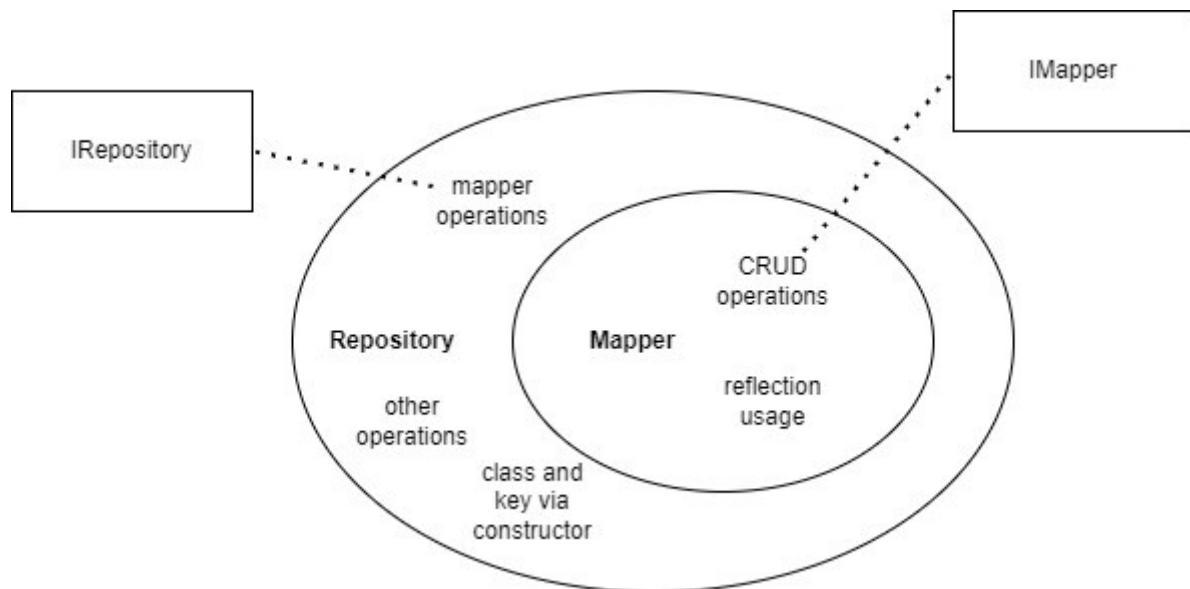 IMapper
IRepository
mapper
operations
CRUD
operations
Repository
Mapper
reflection
usage
other
operations
class and
key via
constructor